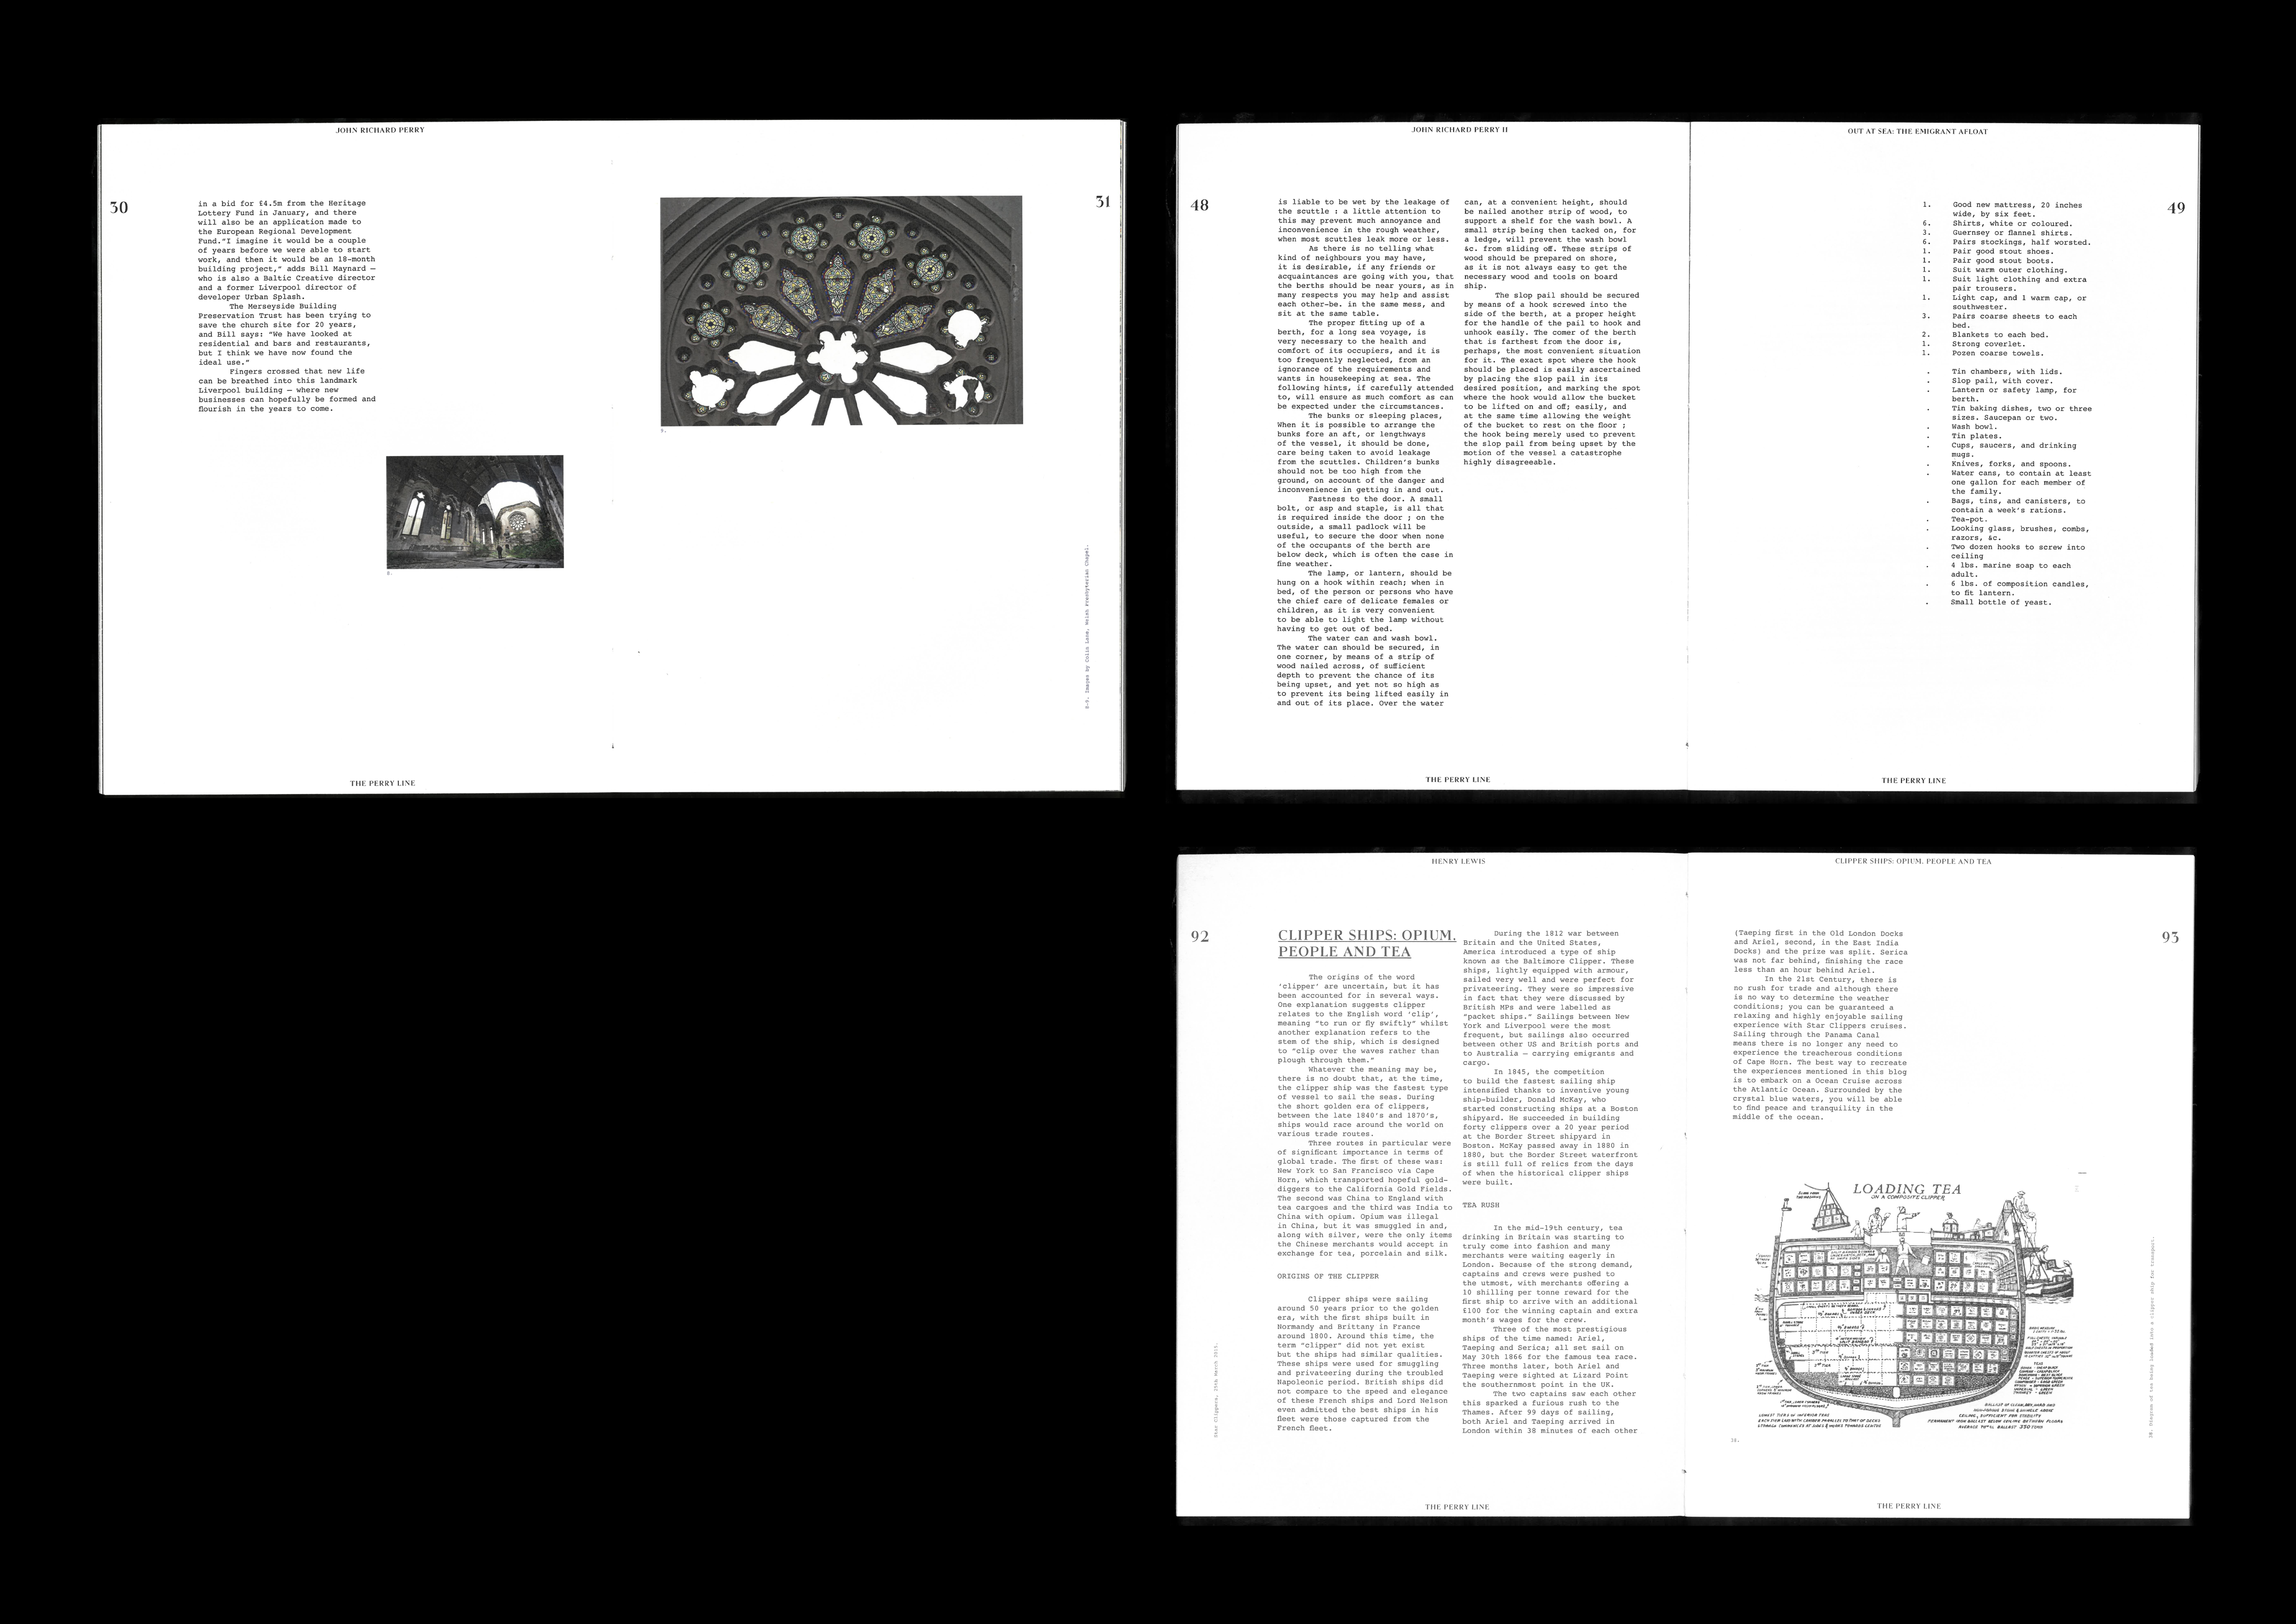 JOHN RICHARD PERRY
30
in a bid for £4.5m from the Heritage
Lottery Fund in January, and there
will also be an application made to
the European Regional Development
Fund."I imagine it would be a couple
of years before we were able to start
work, and then it would be an 18-month
building project," adds Bill Maynard —
who is also a Baltic Creative director
and a former Liverpool director of
developer Urban Splash.
The Merseyside Building
Preservation Trust has been trying to
save the church site for 20 years,
and Bill says: "We have looked at
residential and bars and restaurants,
but I think we have now found the
ideal use."
Fingers crossed that new life
can be breathed into this landmark
Liverpool building — where new
businesses can hopefully be formed and
flourish in the years to come.
8.
THE PERRY LINE
31
9.
8-9. Images by Colin Lane, Welsh Presbyterian Chapel.
JOHN RICHARD PERRY II
48
is liable to be wet by the leakage of
the scuttle : a little attention to
this may prevent much annoyance and
inconvenience in the rough weather,
when most scuttles leak more or less.
As there is no telling what
kind of neighbours you may have,
it is desirable, if any friends or
acquaintances are going with you, that
the berths should be near yours, as in
many respects you may help and assist
each other-be. in the same mess, and
sit at the same table.
The proper fitting up of a
berth, for a long sea voyage, is
very necessary to the health and
comfort of its occupiers, and it is
too frequently neglected, from an
ignorance of the requirements and
wants in housekeeping at sea. The
following hints, if carefully attended
to, will ensure as much comfort as can
be expected under the circumstances.
The bunks or sleeping places,
When it is possible to arrange the
bunks fore an aft, or lengthways
of the vessel, it should be done,
care being taken to avoid leakage
from the scuttles. Children's bunks
should not be too high from the
ground, on account of the danger and
inconvenience in getting in and out.
Fastness to the door. A small
bolt, or asp and staple, is all that
is required inside the door ; on the
outside, a small padlock will be
useful, to secure the door when none
of the occupants of the berth are
below deck, which is often the case in
fine weather.
The lamp, or lantern, should be
hung on a hook within reach; when in
bed, of the person or persons who have
the chief care of delicate females or
children, as it is very convenient
to be able to light the lamp without
having to get out of bed.
The water can and wash bowl.
The water can should be secured, in
one corner, by means of a strip of
wood nailed across, of sufficient
depth to prevent the chance of its
being upset, and yet not so high as
to prevent its being lifted easily in
and out of its place. Over the water
can, at a convenient height, should
be nailed another strip of wood, to
support a shelf for the wash bowl. A
small strip being then tacked on, for
a ledge, will prevent the wash bowl
&c. from sliding off. These strips of
wood should be prepared on shore,
as it is not always easy to get the
necessary wood and tools on board
ship.
The slop pail should be secured
by means of a hook screwed into the
side of the berth, at a proper height
for the handle of the pail to hook and
unhook easily. The comer of the berth
that is farthest from the door is,
perhaps, the most convenient situation
for it. The exact spot where the hook
should be placed is easily ascertained
by placing the slop pail in its
desired position, and marking the spot
where the hook would allow the bucket
to be lifted on and off; easily, and
at the same time allowing the weight
of the bucket to rest on the floor ;
the hook being merely used to prevent
the slop pail from being upset by the
motion of the vessel a catastrophe
highly disagreeable.
THE PERRY LINE
OUT AT SEA: THE EMIGRANT AFLOAT
49
1. Good new mattress, 20 inches
wide, by six feet.
6. Shirts, white or coloured.
3. Guernsey or flannel shirts.
6. Pairs stockings, half worsted.
1. Pair good stout shoes.
1. Pair good stout boots.
1. Suit warm outer clothing.
1. Suit light clothing and extra
pair trousers.
1. Light cap, and 1 warm cap, or
southwester.
3. Pairs coarse sheets to each
bed.
2. Blankets to each bed.
1. Strong coverlet.
1. Pozen coarse towels.
. Tin chambers, with lids.
. Slop pail, with cover.
. Lantern or safety lamp, for
berth.
. Tin baking dishes, two or three
sizes. Saucepan or two.
. Wash bowl.
. Tin plates.
. Cups, saucers, and drinking
mugs.
. Knives, forks, and spoons.
. Water cans, to contain at least
one gallon for each member of
the family.
. Bags, tins, and canisters, to
contain a week's rations.
. Tea-pot.
. Looking glass, brushes, combs,
razors, &c.
. Two dozen hooks to screw into
ceiling
. 4 lbs. marine soap to each
adult.
. 6 lbs. of composition candles,
to fit lantern.
. Small bottle of yeast.
THE PERRY LINE
HENRY LEWIS
92
CLIPPER SHIPS: OPIUM,
PEOPLE AND TEA
The origins of the word
'clipper' are uncertain, but it has
been accounted for in several ways.
One explanation suggests clipper
relates to the English word 'clip',
meaning "to run or fly swiftly" whilst
another explanation refers to the
stem of the ship, which is designed
to "clip over the waves rather than
plough through them."
Whatever the meaning may be,
there is no doubt that, at the time,
the clipper ship was the fastest type
of vessel to sail the seas. During
the short golden era of clippers,
between the late 1840's and 1870's,
ships would race around the world on
various trade routes.
Three routes in particular were
of significant importance in terms of
global trade. The first of these was:
New York to San Francisco via Cape
Horn, which transported hopeful gold-
diggers to the California Gold Fields.
The second was China to England with
tea cargoes and the third was India to
China with opium. Opium was illegal
in China, but it was smuggled in and,
along with silver, were the only items
the Chinese merchants would accept in
exchange for tea, porcelain and silk.
ORIGINS OF THE CLIPPER
Clipper ships were sailing
around 50 years prior to the golden
era, with the first ships built in
Normandy and Brittany in France
around 1800. Around this time, the
term "clipper" did not yet exist
but the ships had similar qualities.
These ships were used for smuggling
and privateering during the troubled
Napoleonic period. British ships did
not compare to the speed and elegance
of these French ships and Lord Nelson
even admitted the best ships in his
fleet were those captured from the
French fleet.
Star Clippers, 25th March 2015.
During the 1812 war between
Britain and the United States,
America introduced a type of ship
known as the Baltimore Clipper. These
ships, lightly equipped with armour,
sailed very well and were perfect for
privateering. They were so impressive
in fact that they were discussed by
British MPs and were labelled as
"packet ships." Sailings between New
York and Liverpool were the most
frequent, but sailings also occurred
between other US and British ports and
to Australia — carrying emigrants and
cargo.
In 1845, the competition
to build the fastest sailing ship
intensified thanks to inventive young
ship-builder, Donald McKay, who
started constructing ships at a Boston
shipyard. He succeeded in building
forty clippers over a 20 year period
at the Border Street shipyard in
Boston. McKay passed away in 1880 in
1880, but the Border Street waterfront
is still full of relics from the days
of when the historical clipper ships
were built.
TEA RUSH
In the mid-19th century, tea
drinking in Britain was starting to
truly come into fashion and many
merchants were waiting eagerly in
London. Because of the strong demand,
captains and crews were pushed to
the utmost, with merchants offering a
10 shilling per tonne reward for the
first ship to arrive with an additional
£100 for the winning captain and extra
month's wages for the crew.
Three of the most prestigious
ships of the time named: Ariel,
Taeping and Serica; all set sail on
May 30th 1866 for the famous tea race.
Three months later, both Ariel and
Taeping were sighted at Lizard Point
the southernmost point in the UK.
The two captains saw each other
this sparked a furious rush to the
Thames. After 99 days of sailing,
both Ariel and Taeping arrived in
London within 38 minutes of each other
THE PERRY LINE
CLIPPER SHIPS: OPIUM, PEOPLE AND TEA
93
(Taeping first in the Old London Docks
and Ariel, second, in the East India
Docks) and the prize was split. Serica
was not far behind, finishing the race
less than an hour behind Ariel.
In the 21st Century, there is
no rush for trade and although there
is no way to determine the weather
conditions; you can be guaranteed a
relaxing and highly enjoyable sailing
experience with Star Clippers cruises.
Sailing through the Panama Canal
means there is no longer any need to
experience the treacherous conditions
of Cape Horn. The best way to recreate
the experiences mentioned in this blog
is to embark on a Ocean Cruise across
the Atlantic Ocean. Surrounded by the
crystal blue waters, you will be able
to find peace and tranquility in the
middle of the ocean.
LOADING TEA
ON A COMPOSITE CLIPPER
LOWEST TIERS OF INFERIOR TEAS
EACH TIER LAID WITH CAMBER PARALLEL TO THAT OF DECKS
CEILING, SUFFICIENT FOR STABILITY
PERMANENT IRON BALLAST BELOW CEILING BETWEEN FLOORS
AVERAGE TOTAL BALLAST 250 TONS
38.
38. Diagram of tea being loaded into a clipper ship for transport.
THE PERRY LINE